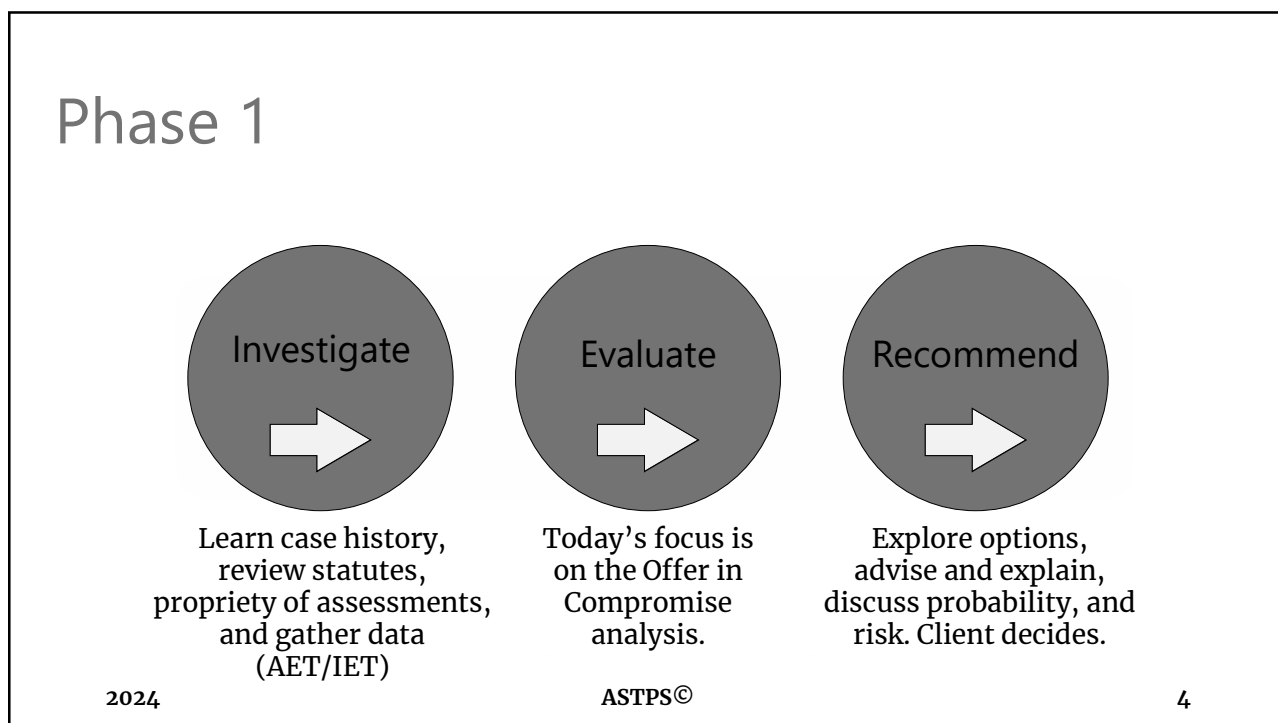 Phase 1
Investigate
Evaluate
Recommend
Learn case history,
review statutes,
propriety of assessments,
and gather data
(AET/IET)
Today’s focus is
on the Offer in
Compromise
analysis.
Explore options,
advise and explain,
discuss probability, and
risk. Client decides.
2024
ASTPS©
4